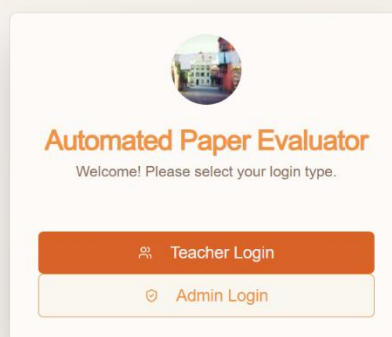 Automated Paper Evaluator
Welcome! Please select your login type.
Teacher Login
Admin Login